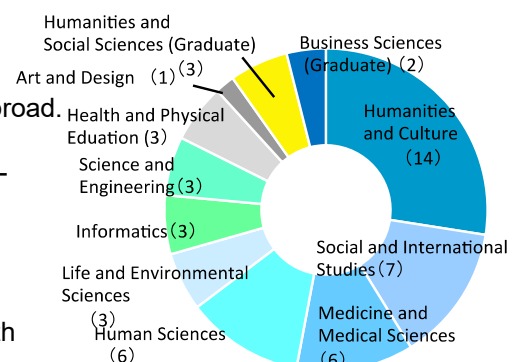 Humanities and
Social Sciences (Graduate)
(3)
Art and Design (1)
Business Sciences
(Graduate) (2)
broad.
Health and Physical
Eduation (3)
Humanities
and Culture
(14)
Science and
Engineering (3)
Informatics (3)
Social and International
Studies (7)
Life and Environmental
Sciences
(3)
Medicine and
Medical Sciences
(6)
Human Sciences
(6)